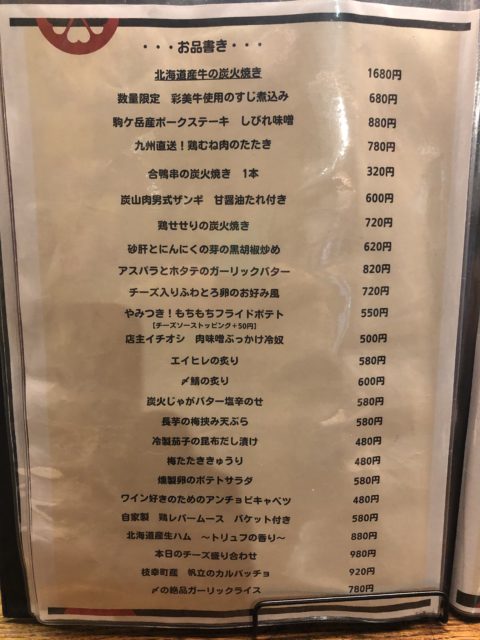 ・・・お品書き・・・
北海道産牛の炭火焼き 1680円
数量限定 彩美牛使用のすじ煮込み 680円
駒ケ岳産ポークステーキ しびれ味噌 880円
九州直送！鶏むね肉のたたき 780円
合鴨串の炭火焼き 1本 320円
炭山肉男式ザンギ 甘醤油たれ付き 600円
鶏せせりの炭火焼き 720円
砂肝とにんにくの芽の黒胡椒炒め 620円
アスパラとホタテのガーリックバター 820円
チーズ入りふわとろ卵のお好み風 720円
やみつき！もちもちフライドポテト 550円
【チーズソーストッピング＋50円】
店主イチオシ 肉味噌ぶっかけ冷奴 500円
エイヒレの炙り 580円
〆鯖の炙り 600円
炭火じゃがバター塩辛のせ 580円
長芋の梅挟み天ぷら 580円
冷製茄子の昆布だし漬け 480円
梅たたききゅうり 480円
燻製卵のポテトサラダ 580円
ワイン好きのためのアンチョビキャベツ 480円
自家製 鶏レバームース バケット付き 580円
北海道産生ハム ～トリュフの香り～ 880円
本日のチーズ盛り合わせ 980円
枝幸町産 帆立のカルパッチョ 920円
〆の絶品ガーリックライス 780円